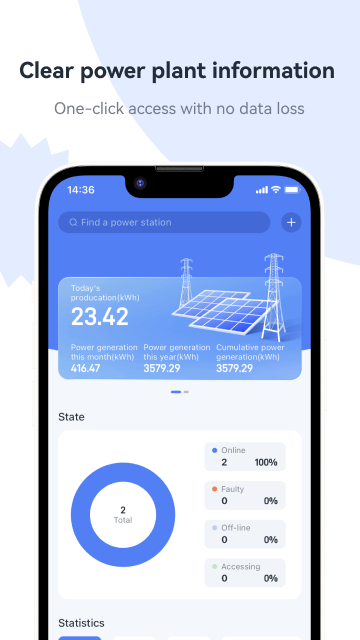 Clear power plant information
One-click access with no data loss
14:36
Find a power station
Today's
producation(kWh)
23.42
Power generation Power generation Cumulative power
this month(kWh) this year(kWh) generation(kWh)
416.47 3579.29 3579.29
State
Online
2 100%
Faulty
0 0%
2
Total
Off-line
0 0%
Accessing
0 0%
Statistics